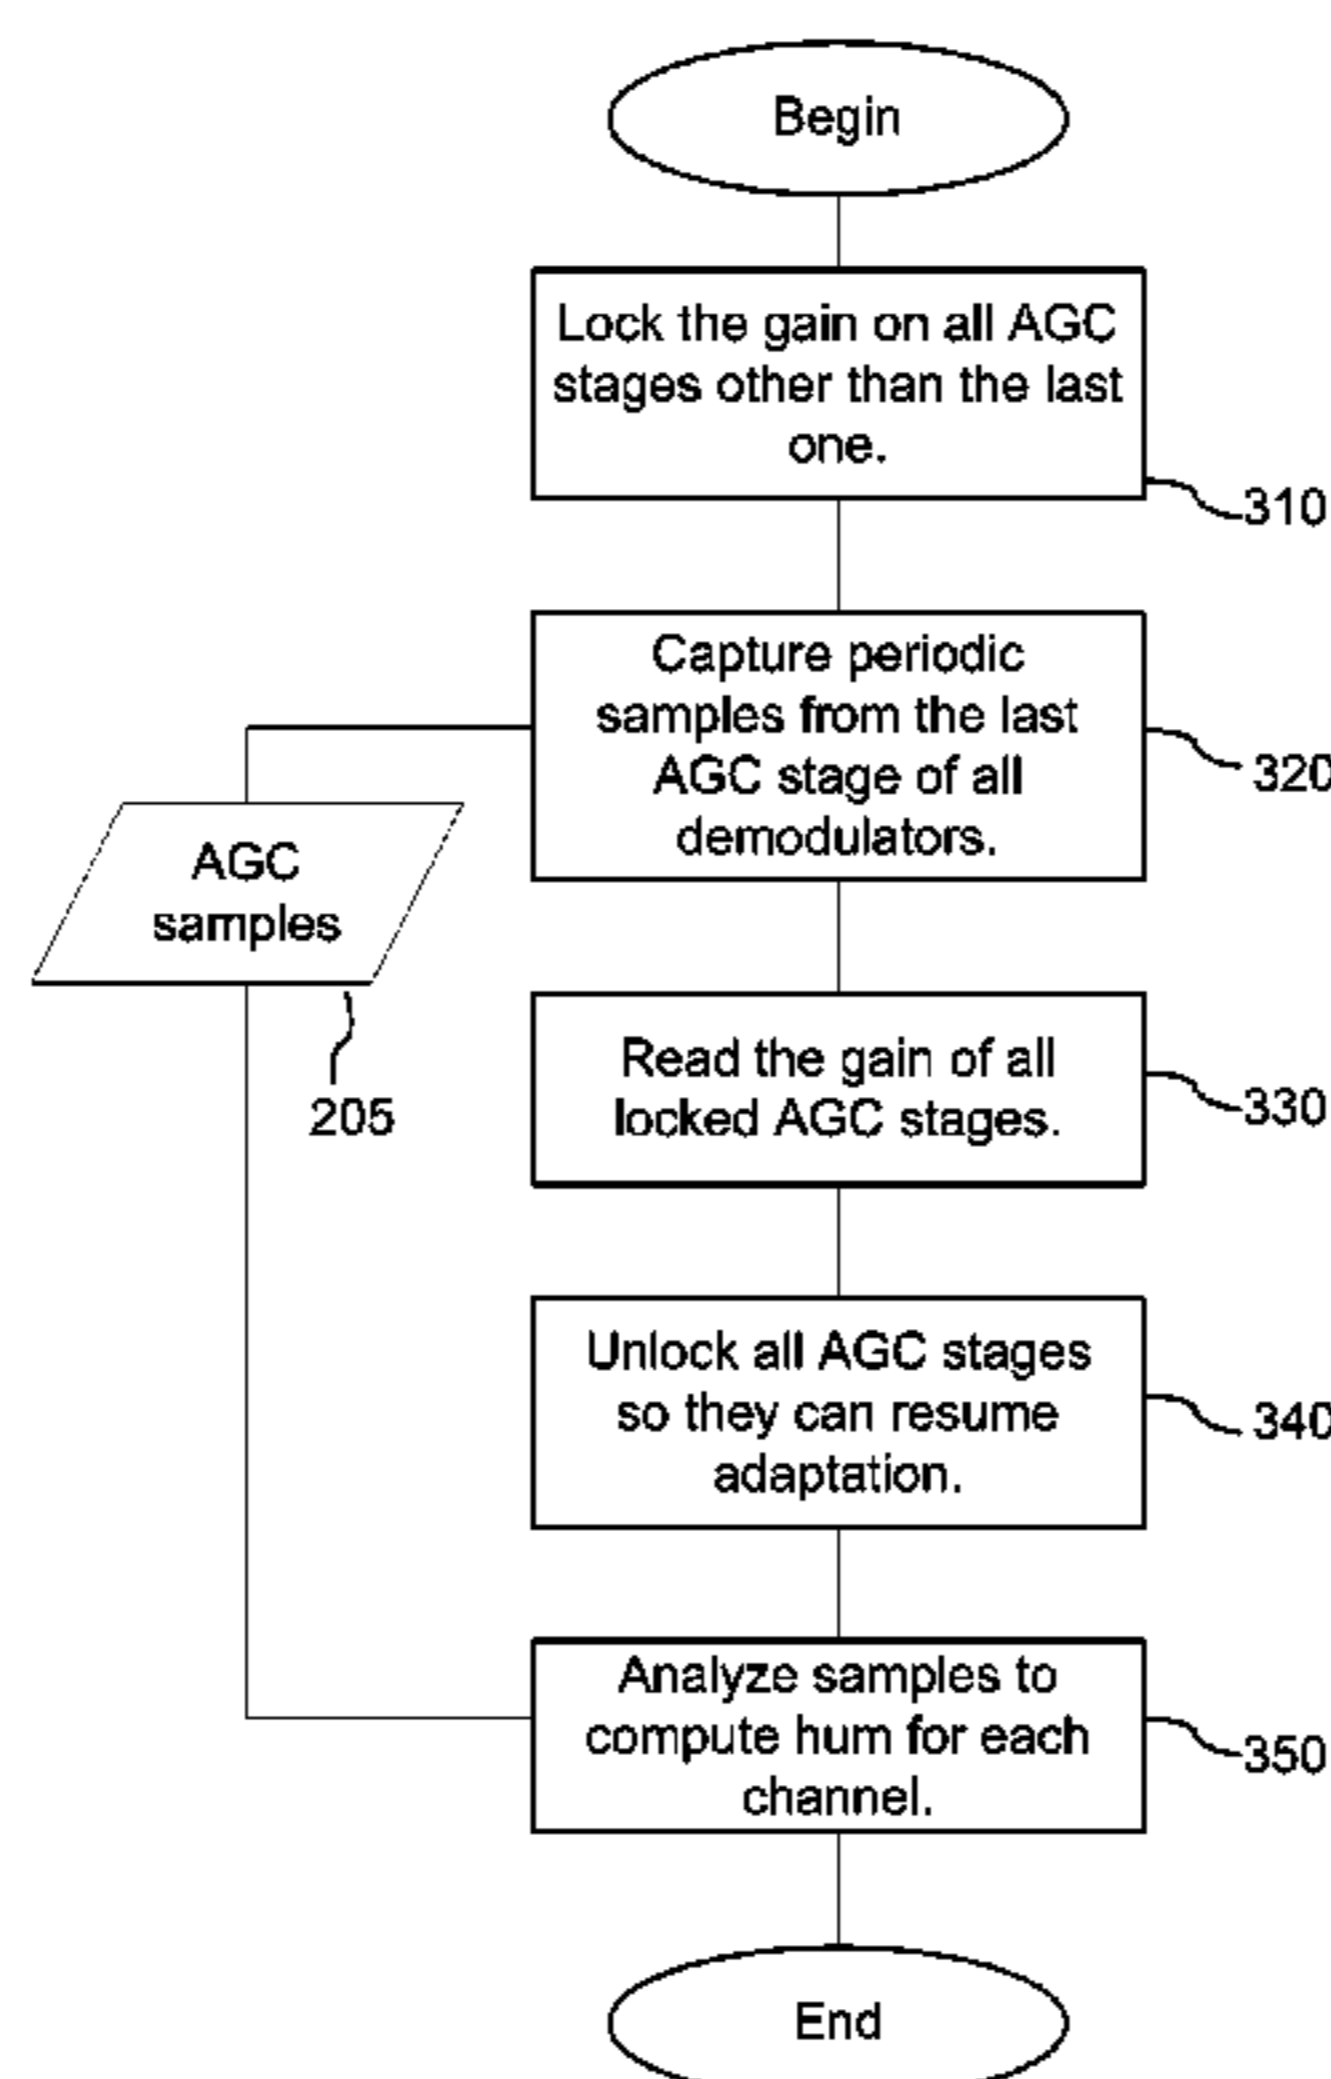 Begin
Lock the gain on all AGC
stages other than the last
one.
310
Capture periodic
samples from the last
AGC stage of all
demodulators.
320
AGC
samples
205
Read the gain of all
locked AGC stages.
330
Unlock all AGC stages
so they can resume
adaptation.
340
Analyze samples to
compute hum for each
channel.
350
End